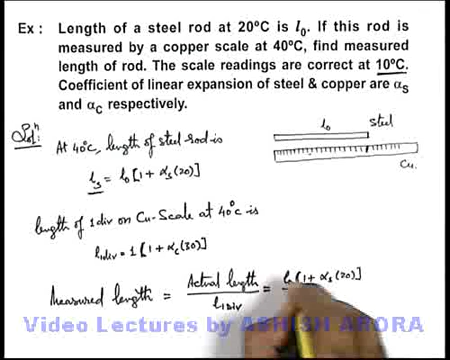 Ex : Length of a steel rod at 20ºC is l₀. If this rod is
measured by a copper scale at 40ºC, find measured
length of rod. The scale readings are correct at 10ºC.
Coefficient of linear expansion of steel & copper are αS
and αC respectively.
Solⁿ:
At 40°C, length of steel rod is
ls = l₀ [1 + αs(20)]
l₀ steel
Cu.
length of 1 div on Cu-Scale at 40°C is
l1div = 1 [1 + αc(30)]
Measured length = Actual length / l1div = l₀[1 + αs(20)]
Video Lectures by ASHISH ARORA